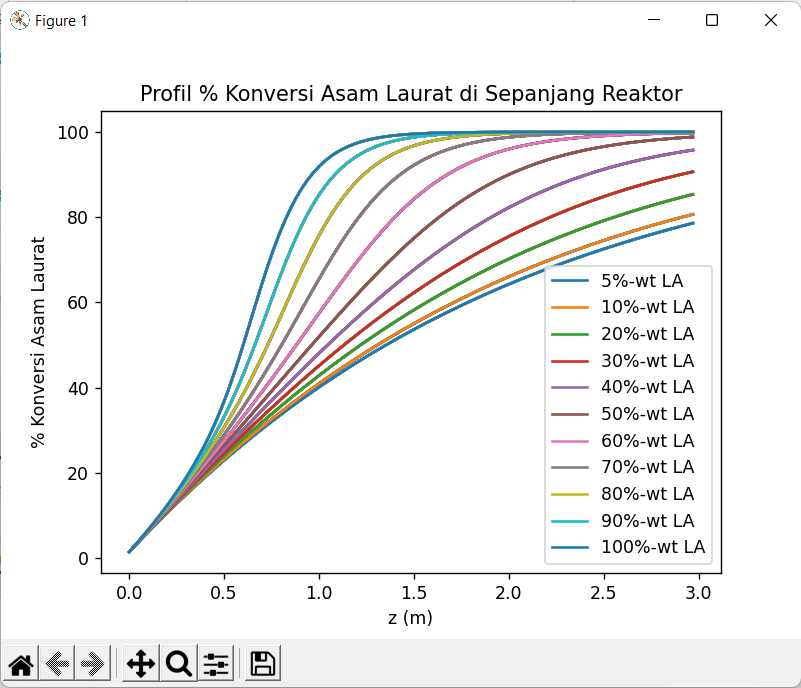 Figure 1
Profil % Konversi Asam Laurat di Sepanjang Reaktor
% Konversi Asam Laurat
100
80
60
40
20
0
0.0 0.5 1.0 1.5 2.0 2.5 3.0
z (m)
5%-wt LA
10%-wt LA
20%-wt LA
30%-wt LA
40%-wt LA
50%-wt LA
60%-wt LA
70%-wt LA
80%-wt LA
90%-wt LA
100%-wt LA